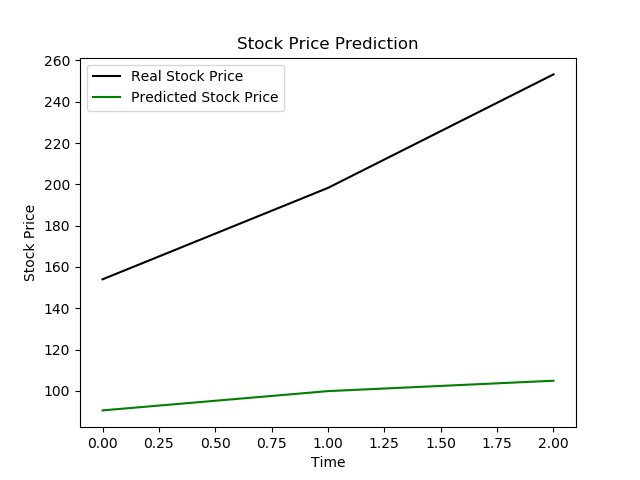 Stock Price Prediction
Real Stock Price
Predicted Stock Price
Stock Price
260
240
220
200
180
160
140
120
100
0.00 0.25 0.50 0.75 1.00 1.25 1.50 1.75 2.00
Time